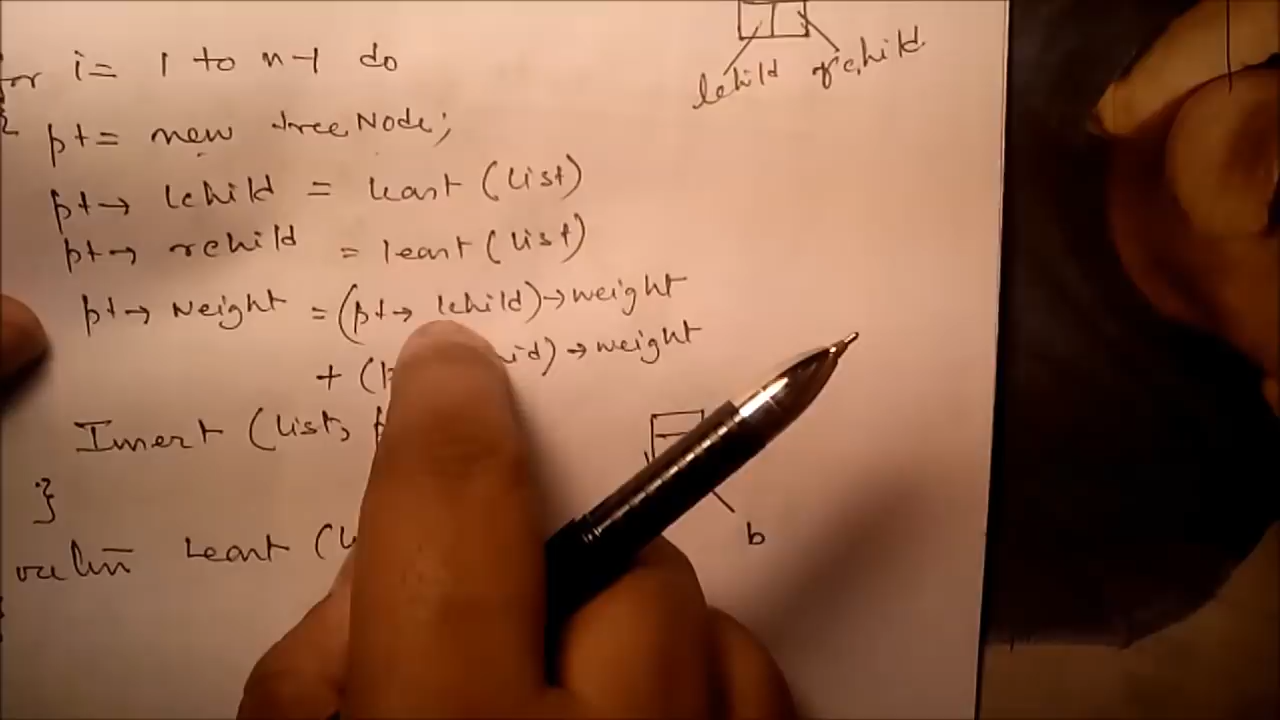 for i = 1 to n-1 do
{
pt = new treeNode;
pt → lchild = least (list)
pt → rchild = least (list)
pt → weight = (pt → lchild) → weight
+ ( → weight
Insert (list,
}
return Least (
{
lchild rchild
b